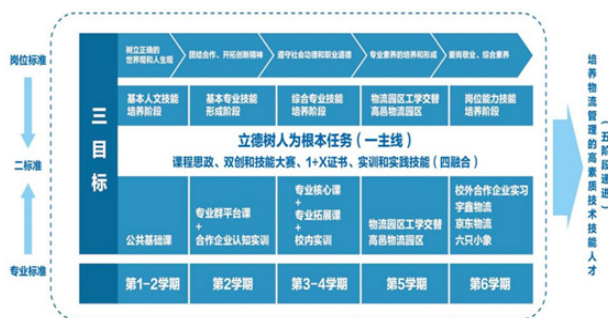 岗位标准
二标准
专业标准
三目标
树立正确的
世界观和人生观
团结合作、开拓创新精神
遵守社会功德和职业道德
专业素养的培养和形成
爱岗敬业、综合素养
基本人文技能
培养阶段
基本专业技能
形成阶段
综合专业技能
培养阶段
物流园区工学交替
高邑物流园区
岗位能力技能
培养阶段
立德树人为根本任务（一主线）
课程思政、双创和技能大赛、1+X证书、实训和实践技能（四融合）
公共基础课
专业群平台课
+
合作企业认知实训
专业核心课
+
专业拓展课
+
校内实训
物流园区工学交替
高邑物流园区
校外合作企业实习
宇鑫物流
京东物流
六只小象
第1-2学期
第2学期
第3-4学期
第5学期
第6学期
培养物流管理的高素质技术技能人才
（五阶段递进）